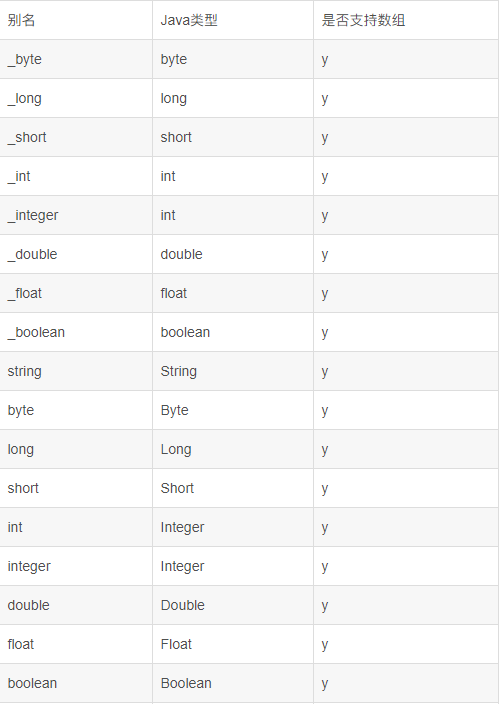 别名 Java类型 是否支持数组
_byte byte y
_long long y
_short short y
_int int y
_integer int y
_double double y
_float float y
_boolean boolean y
string String y
byte Byte y
long Long y
short Short y
int Integer y
integer Integer y
double Double y
float Float y
boolean Boolean y